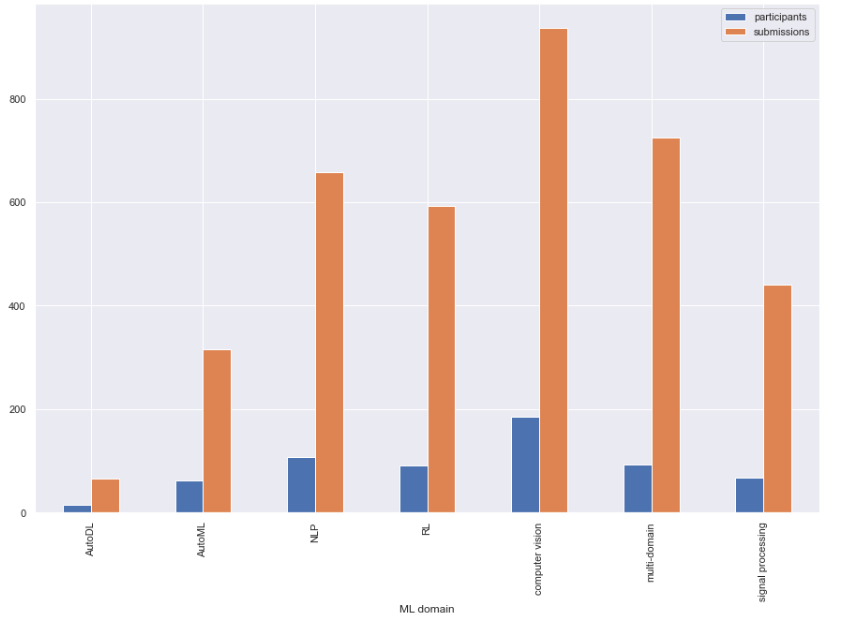 participants
submissions
800
600
400
200
0
AutoDL
AutoML
NLP
RL
computer vision
multi-domain
signal processing
ML domain